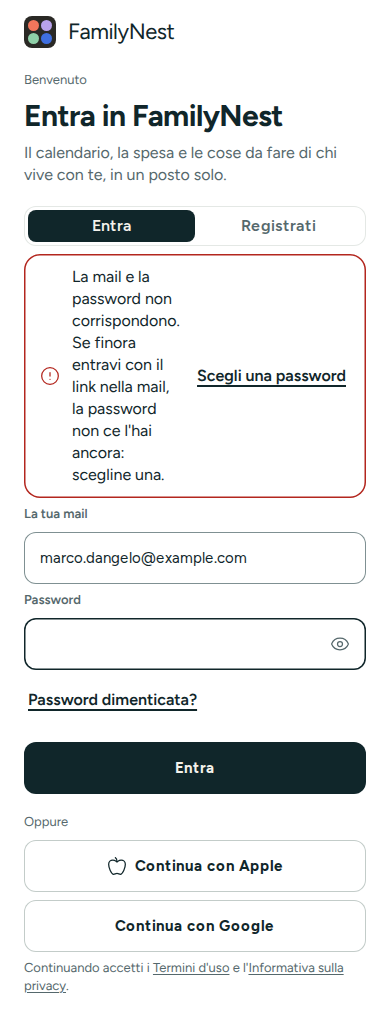 FamilyNest
Benvenuto
Entra in FamilyNest
Il calendario, la spesa e le cose da fare di chi
vive con te, in un posto solo.
Entra
Registrati
La mail e la
password non
corrispondono.
Se finora
entravi con il
link nella mail,
la password
non ce l'hai
ancora:
scegline una.
Scegli una password
La tua mail
marco.dangelo@example.com
Password
Password dimenticata?
Entra
Oppure
Continua con Apple
Continua con Google
Continuando accetti i Termini d'uso e l'Informativa sulla
privacy.